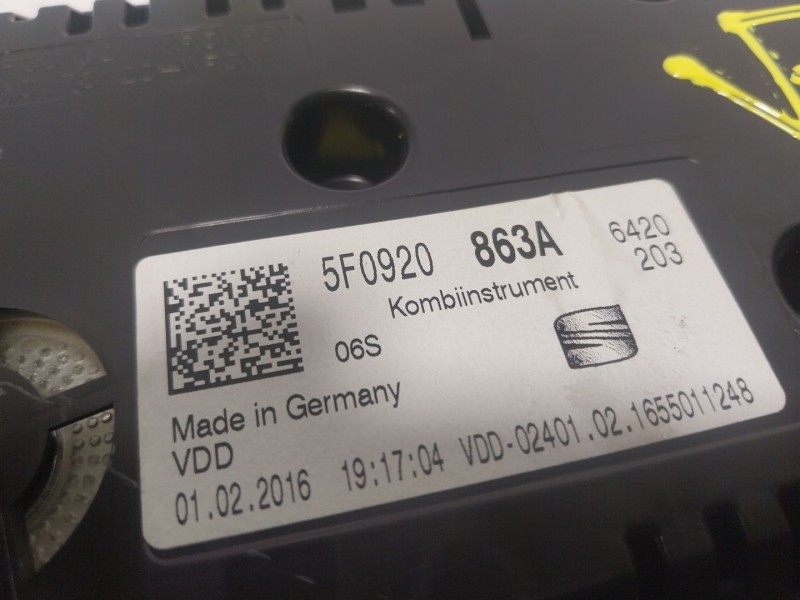 5F0920 863A 6420
203
Kombiinstrument
06S
Made in Germany
VDD
01.02.2016 19:17:04 VDD-02401.02.1655011248